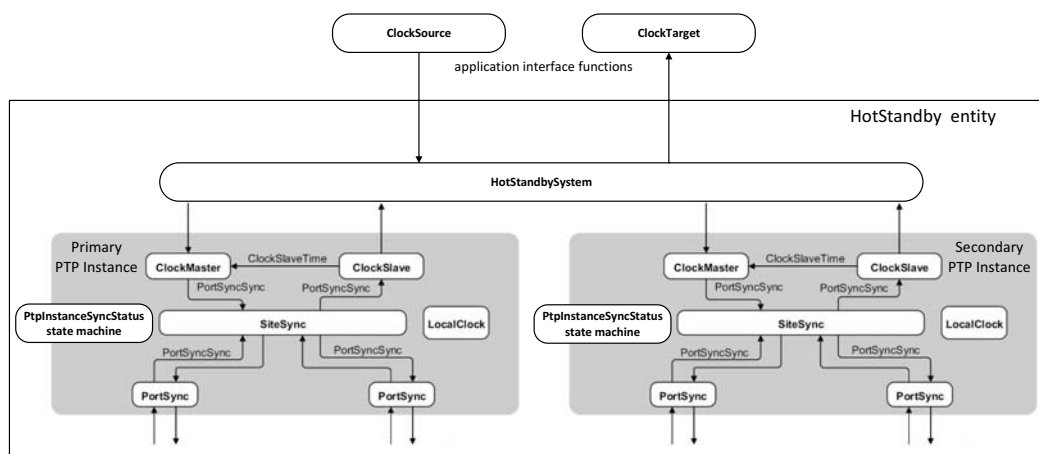 ClockSource
ClockTarget
application interface functions
HotStandby entity
HotStandbySystem
Primary
PTP Instance
ClockMaster
ClockSlaveTime
ClockSlave
PortSyncSync
PortSyncSync
PtpInstanceSyncStatus
state machine
SiteSync
LocalClock
PortSyncSync
PortSyncSync
PortSync
PortSync
Secondary
PTP Instance
ClockMaster
ClockSlaveTime
ClockSlave
PortSyncSync
PortSyncSync
PtpInstanceSyncStatus
state machine
SiteSync
LocalClock
PortSyncSync
PortSyncSync
PortSync
PortSync